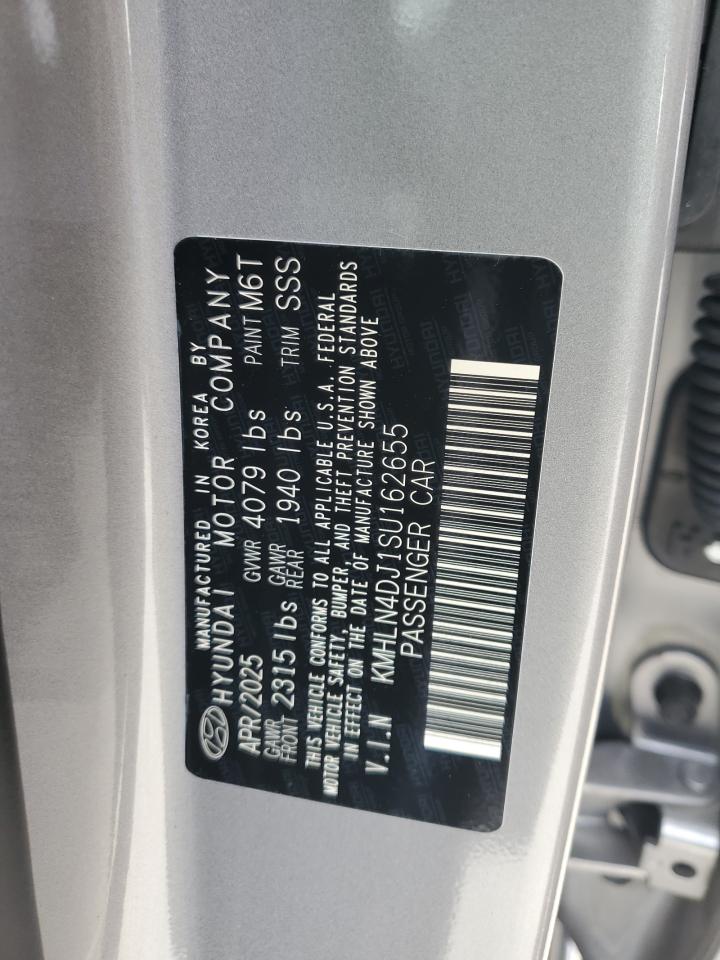 MANUFACTURED IN KOREA BY
HYUNDAI MOTOR COMPANY
APR/2025 GVWR 4079 lbs PAINT M6T
GAWR FRONT 2315 lbs GAWR REAR 1940 lbs TRIM SSS
THIS VEHICLE CONFORMS TO ALL APPLICABLE U.S.A. FEDERAL
MOTOR VEHICLE SAFETY, BUMPER, AND THEFT PREVENTION STANDARDS
IN EFFECT ON THE DATE OF MANUFACTURE SHOWN ABOVE
V.I.N KMHLN4DJ1SU162655
PASSENGER CAR